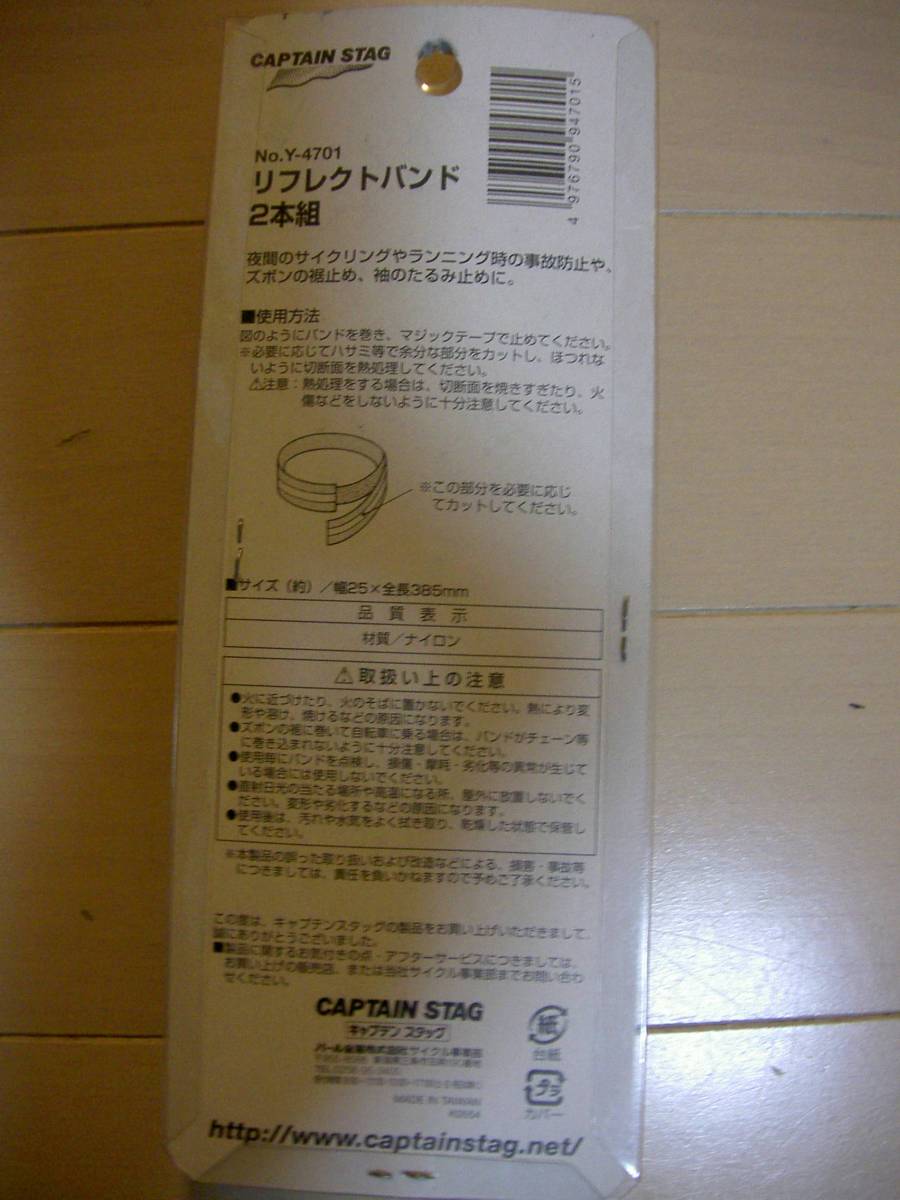 CAPTAIN STAG
4 976790 947015
No.Y-4701
リフレクトバンド
2本組
夜間のサイクリングやランニング時の事故防止や、
ズボンの裾止め、袖のたるみ止めに。
■使用方法
図のようにバンドを巻き、マジックテープで止めてください。
※必要に応じてハサミ等で余分な部分をカットし、ほつれな
いように切断面を熱処理してください。
⚠注意：熱処理をする場合は、切断面を焼きすぎたり、火
傷などをしないように十分注意してください。
※この部分を必要に応じ
てカットしてください。
■サイズ（約）／幅25×全長385mm
品質表示
材質／ナイロン
⚠取扱い上の注意
●火に近づけたり、火のそばに置かないでください。熱により変
形や溶け、焼けるなどの原因になります。
●ズボンの裾に巻いて自転車に乗る場合は、バンドがチェーン等
に巻き込まれないように十分注意してください。
●使用毎にバンドを点検し、損傷・摩耗・劣化等の異常が生じて
いる場合には使用しないでください。
●直射日光の当たる場所や高温になる所、屋外に放置しないでく
ださい。変形や劣化するなどの原因になります。
●使用後は、汚れや水気をよく拭き取り、乾燥した状態で保管し
てください。
※本製品の誤った取り扱いおよび改造などによる、損害・事故等
につきましては、責任を負いかねますので予めご了承ください。
この度は、キャプテンスタッグの製品をお買い上げいただきまして、
誠にありがとうございました。
■製品に関するお気付きの点・アフターサービスにつきましては、
お買い上げの販売店、または当社サイクル事業部までお問い合わ
せください。
CAPTAIN STAG
キャプテン スタッグ
パール金属株式会社サイクル事業部
MADE IN TAIWAN
紙
台紙
プラ
カバー
http://www.captainstag.net/